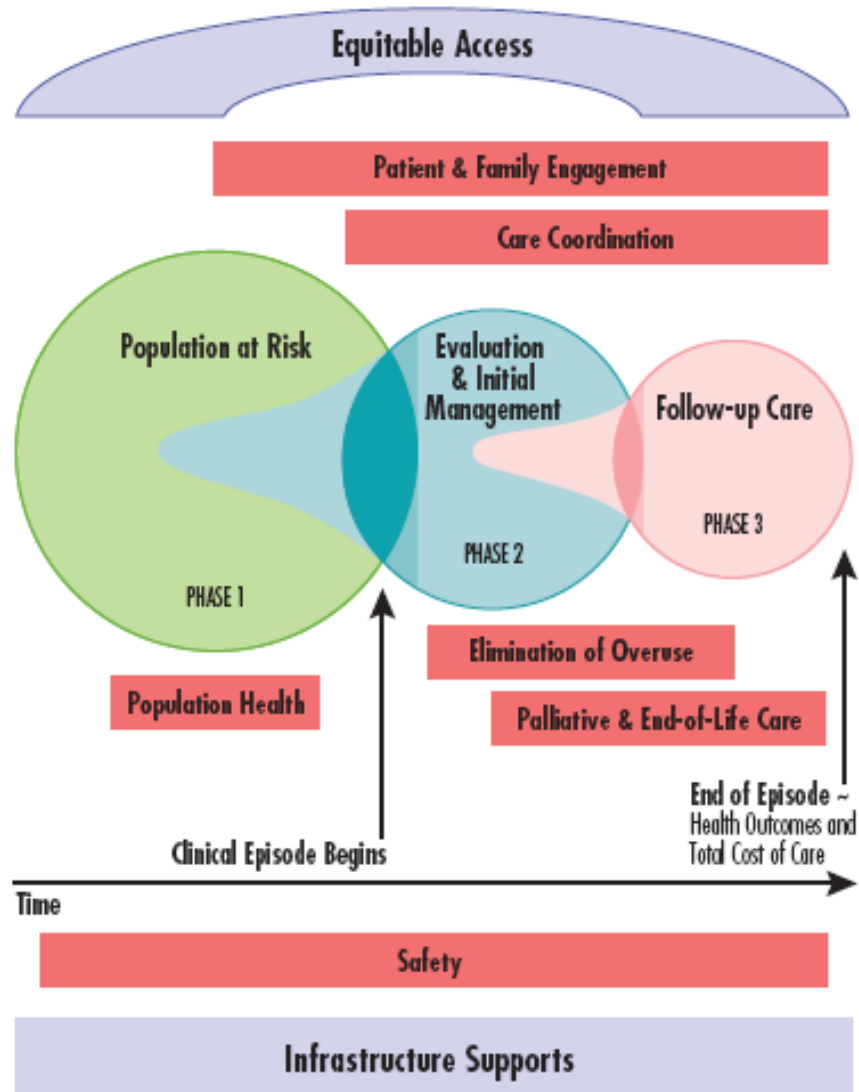 Equitable Access
Patient & Family Engagement
Care Coordination
Population at Risk
Evaluation
& Initial
Management
Follow-up Care
PHASE 1
PHASE 2
PHASE 3
Elimination of Overuse
Population Health
Palliative & End-of-Life Care
Clinical Episode Begins
End of Episode ~
Health Outcomes and
Total Cost of Care
Time
Safety
Infrastructure Supports